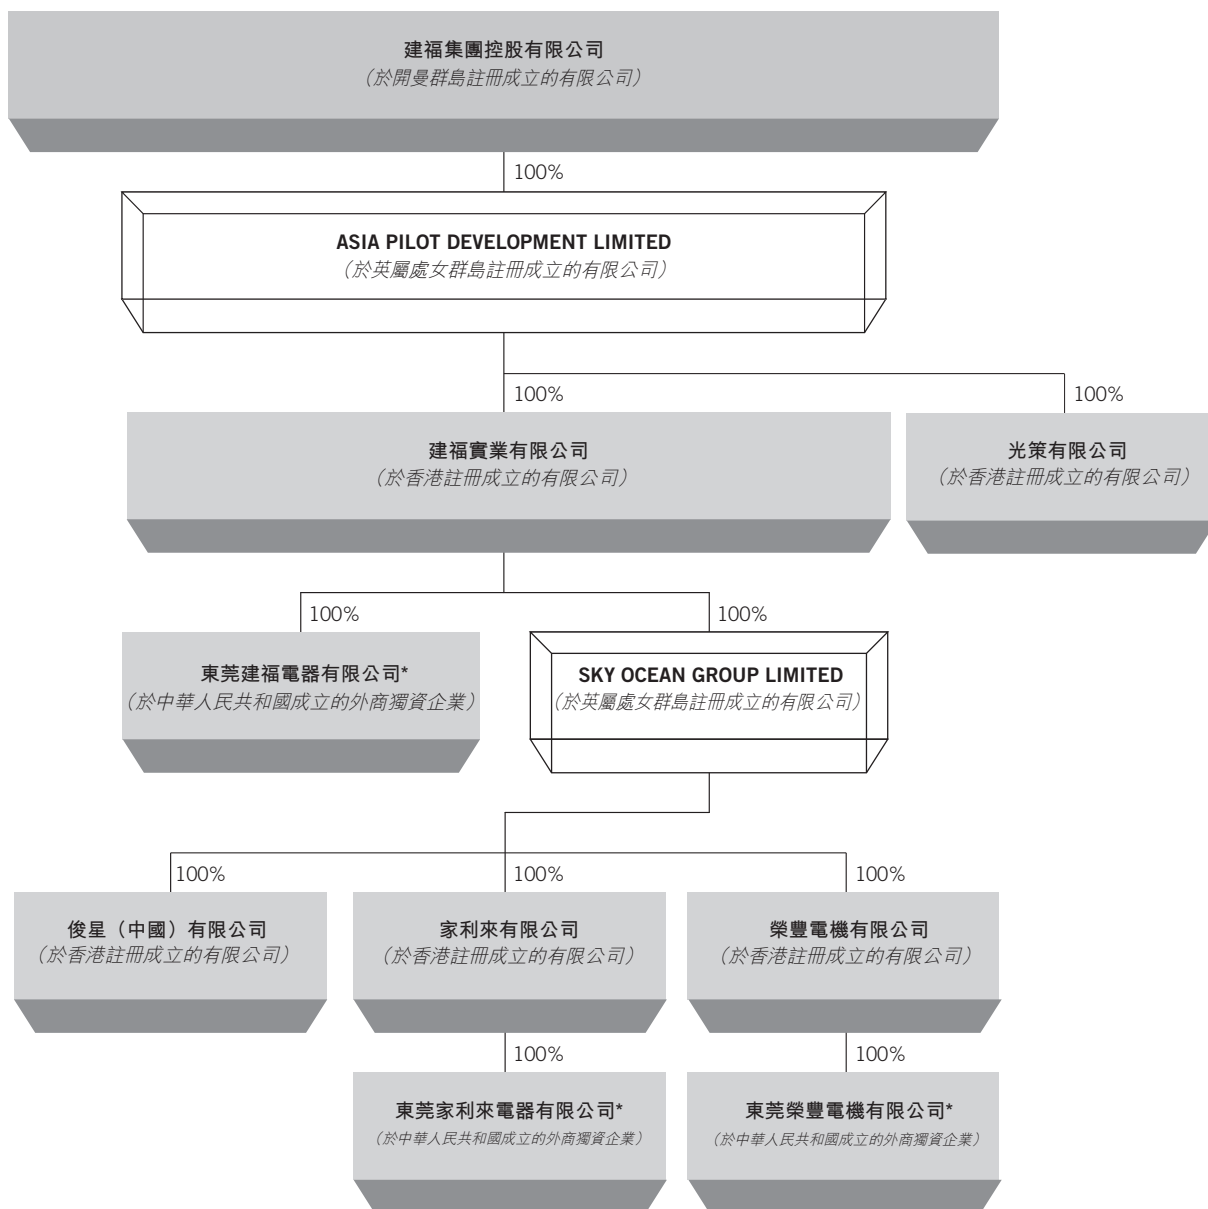 建福集團控股有限公司
（於開曼群島註冊成立的有限公司）
100%
ASIA PILOT DEVELOPMENT LIMITED
（於英屬處女群島註冊成立的有限公司）
100%
100%
建福實業有限公司
（於香港註冊成立的有限公司）
光策有限公司
（於香港註冊成立的有限公司）
100%
100%
東莞建福電器有限公司*
（於中華人民共和國成立的外商獨資企業）
SKY OCEAN GROUP LIMITED
（於英屬處女群島註冊成立的有限公司）
100%
100%
100%
俊星（中國）有限公司
（於香港註冊成立的有限公司）
家利來有限公司
（於香港註冊成立的有限公司）
榮豐電機有限公司
（於香港註冊成立的有限公司）
100%
100%
東莞家利來電器有限公司*
（於中華人民共和國成立的外商獨資企業）
東莞榮豐電機有限公司*
（於中華人民共和國成立的外商獨資企業）